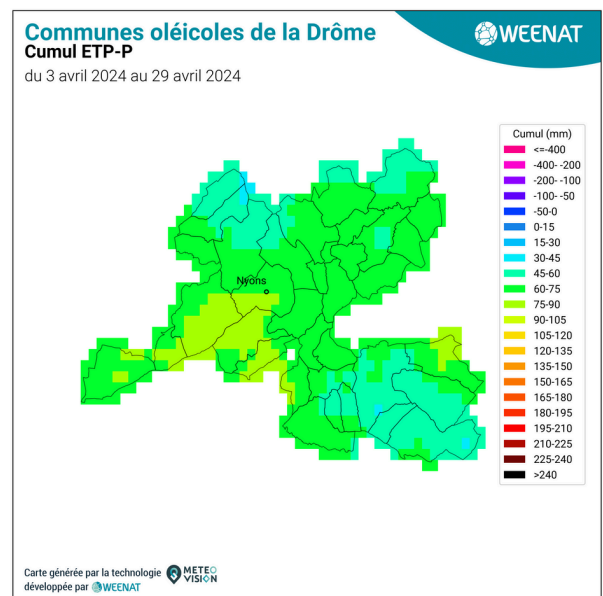 Communes oléicoles de la Drôme
WEENAT
Cumul ETP-P
du 3 avril 2024 au 29 avril 2024
Cumul (mm)
<=-400
-400- -200
-200- -100
-100- -50
-50-0
0-15
15-30
30-45
45-60
60-75
75-90
90-105
105-120
120-135
135-150
150-165
165-180
180-195
195-210
210-225
225-240
>240
Nyons
Carte générée par la technologie METEO VISION
développée par WEENAT